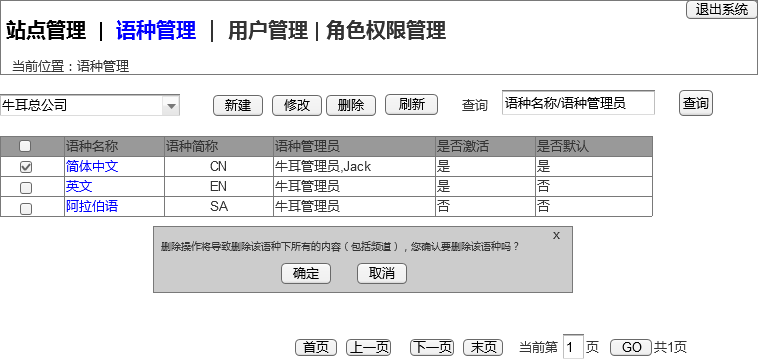 退出系统
站点管理 | 语种管理 | 用户管理 | 角色权限管理
当前位置：语种管理
牛耳总公司 新建 修改 删除 刷新 查询 语种名称/语种管理员 查询
语种名称 语种简称 语种管理员 是否激活 是否默认
简体中文 CN 牛耳管理员,Jack 是 是
英文 EN 牛耳管理员 是 否
阿拉伯语 SA 牛耳管理员 否 否
x
删除操作将导致删除该语种下所有的内容（包括频道），您确认要删除该语种吗？
确定 取消
首页 上一页 下一页 末页 当前第 1 页 GO 共1页